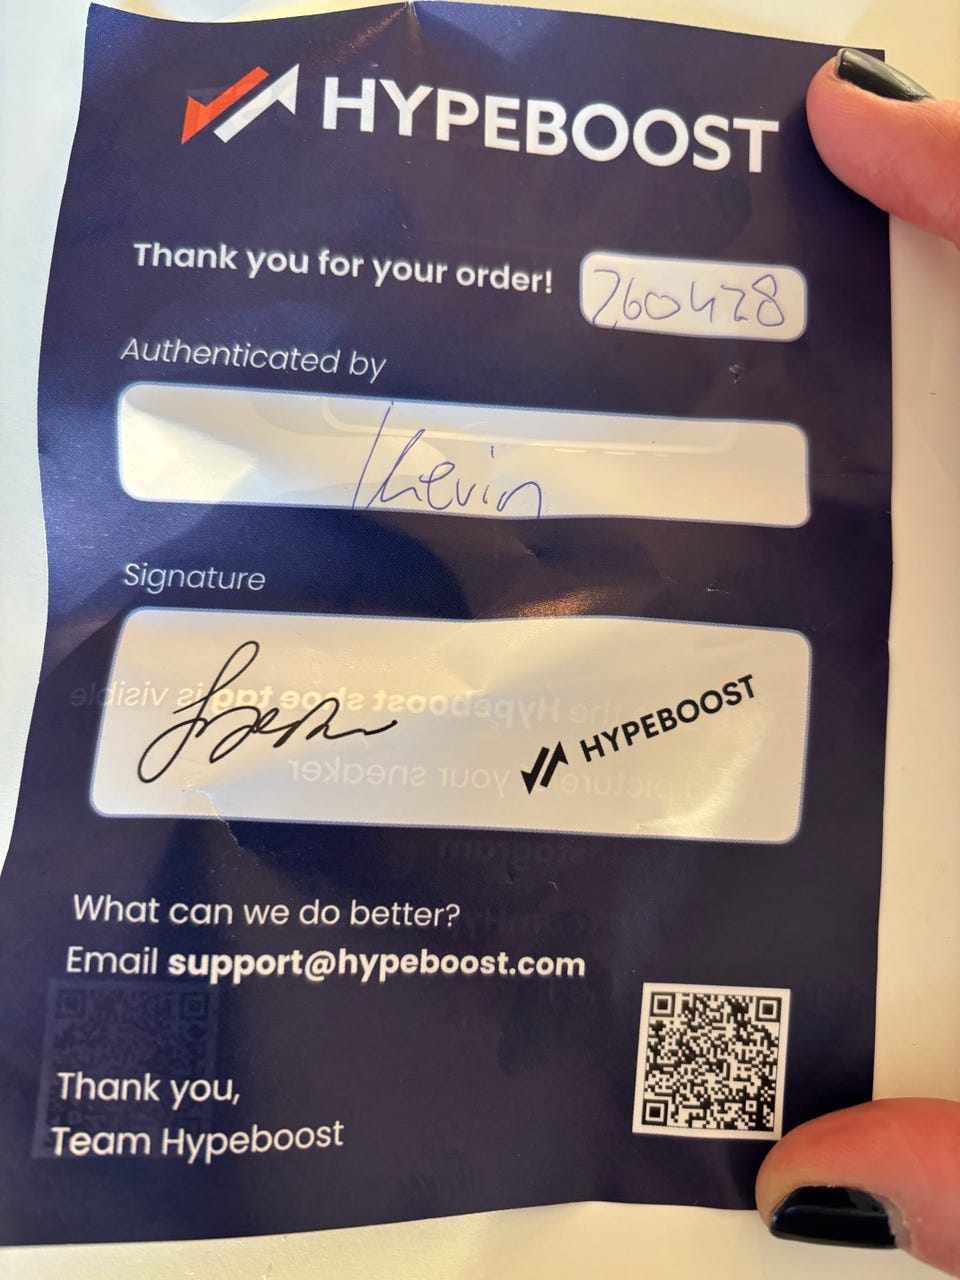 HYPEBOOST
Thank you for your order! 260428
Authenticated by
Kevin
Signature
HYPEBOOST
What can we do better?
Email support@hypeboost.com
Thank you,
Team Hypeboost